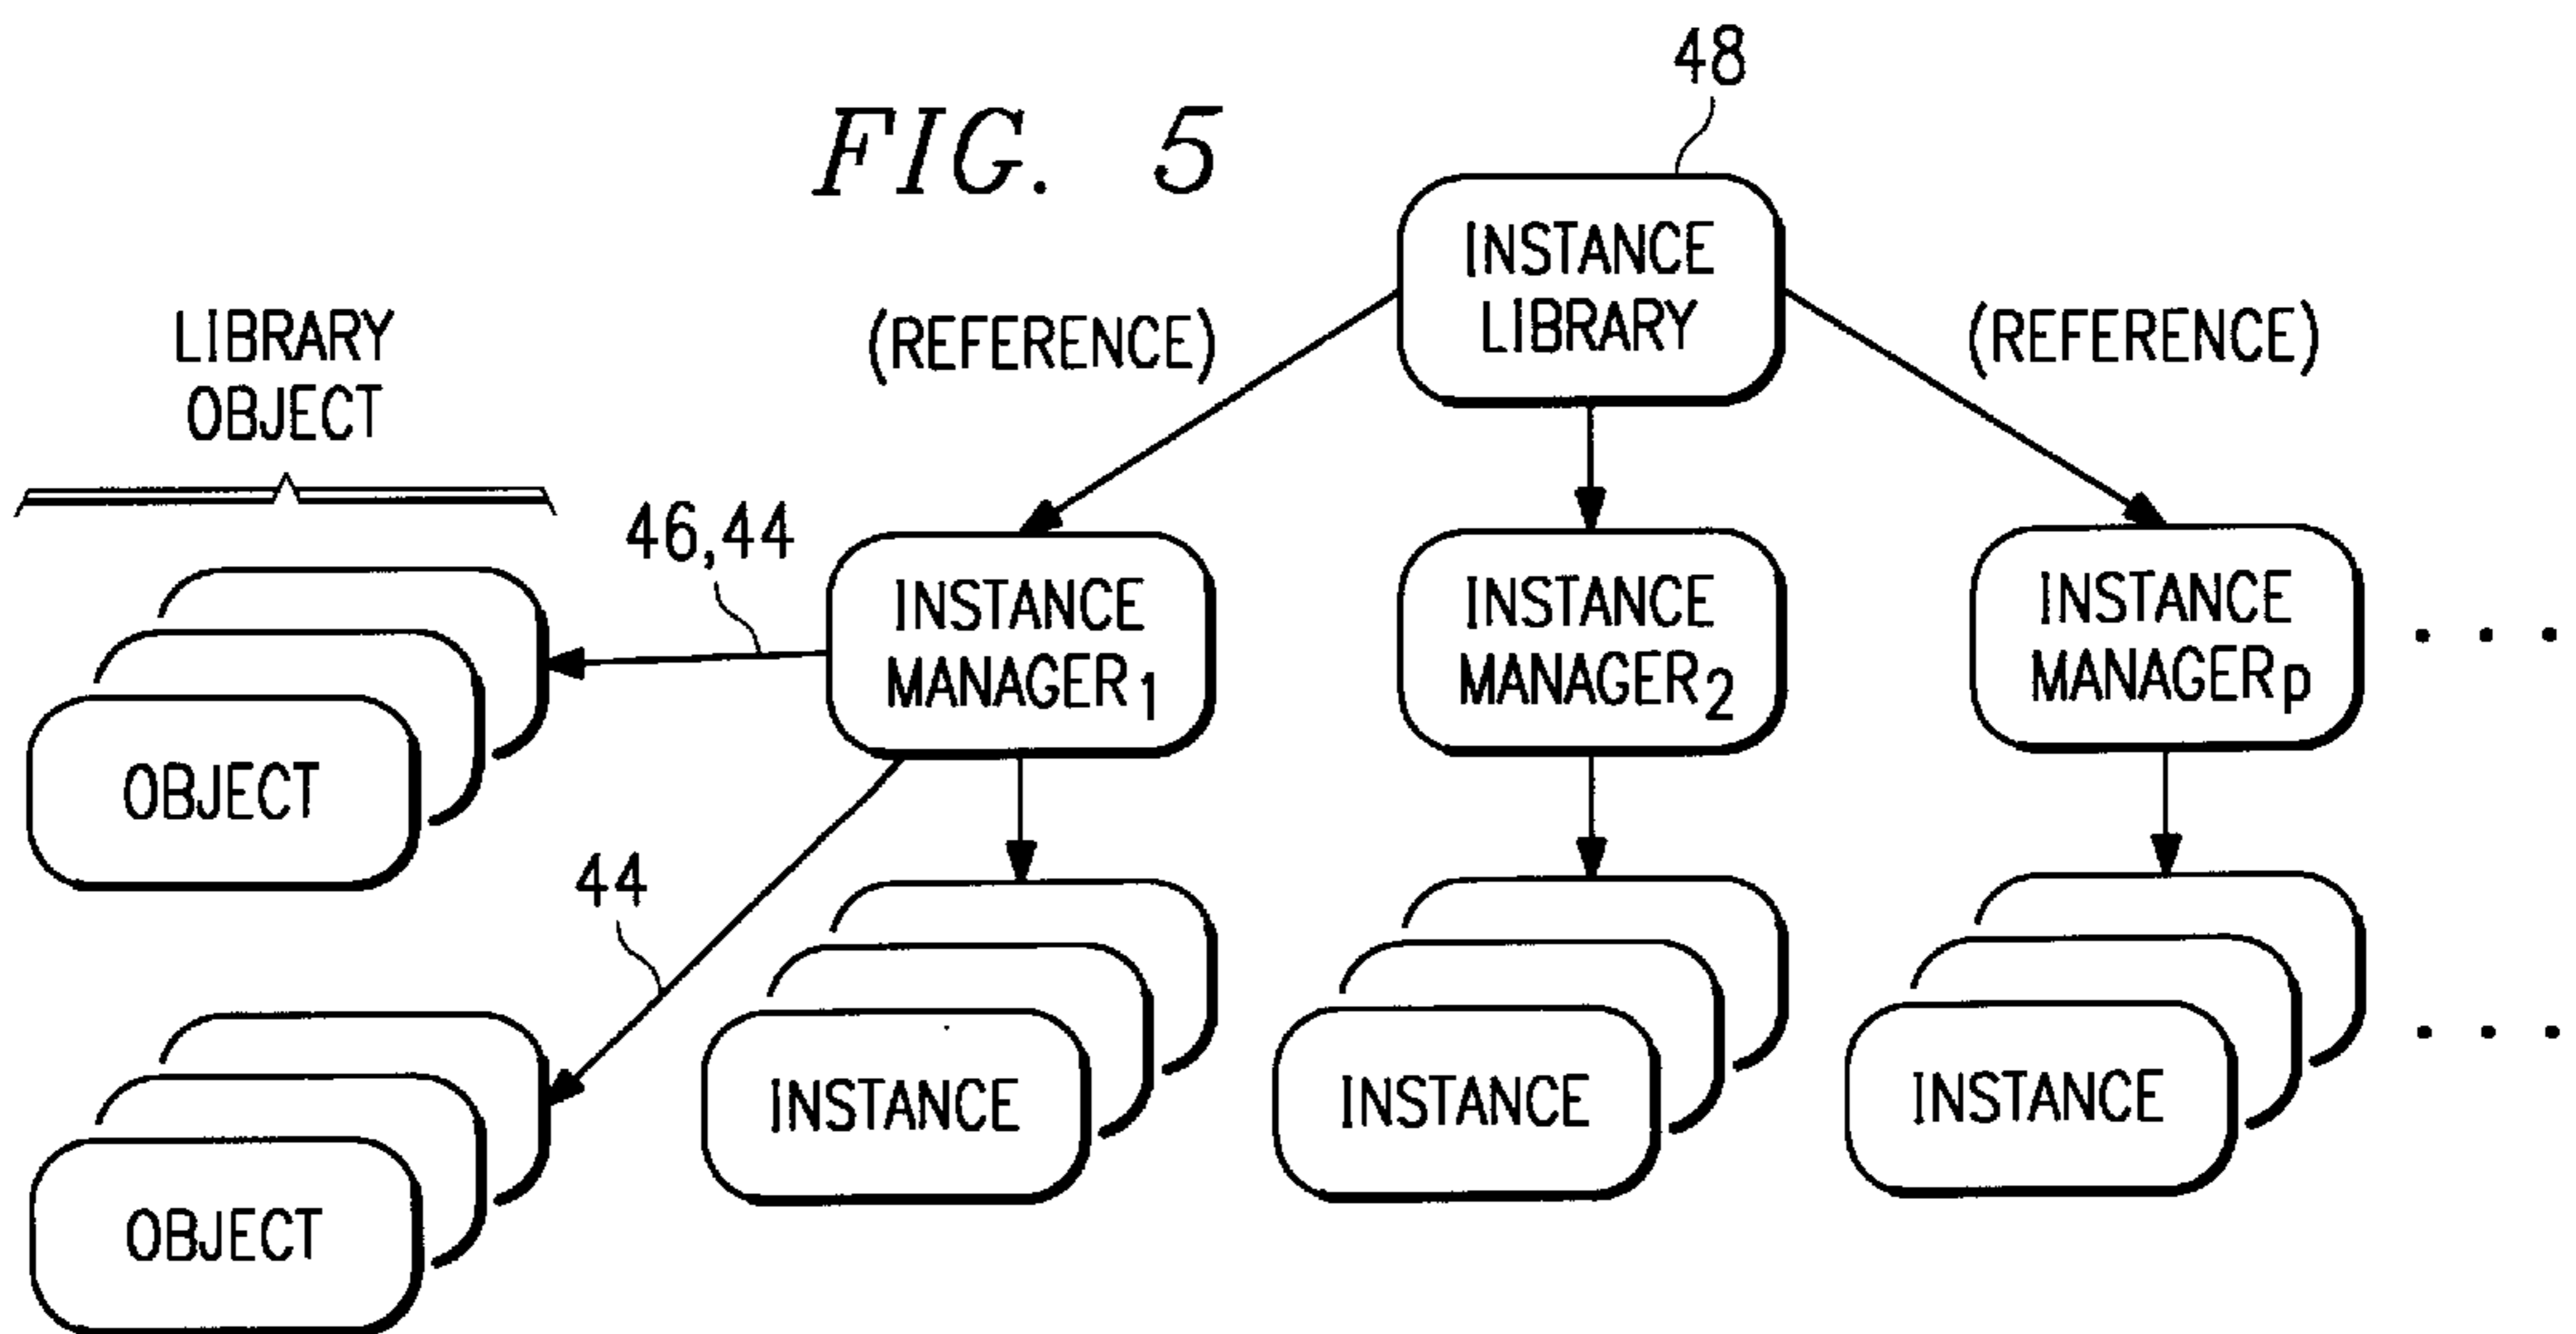 48
FIG. 5
INSTANCE
LIBRARY
(REFERENCE)
(REFERENCE)
LIBRARY
OBJECT
46,44
INSTANCE
MANAGER1
INSTANCE
MANAGER2
INSTANCE
MANAGERp
. . .
OBJECT
44
INSTANCE
INSTANCE
INSTANCE
. . .
OBJECT